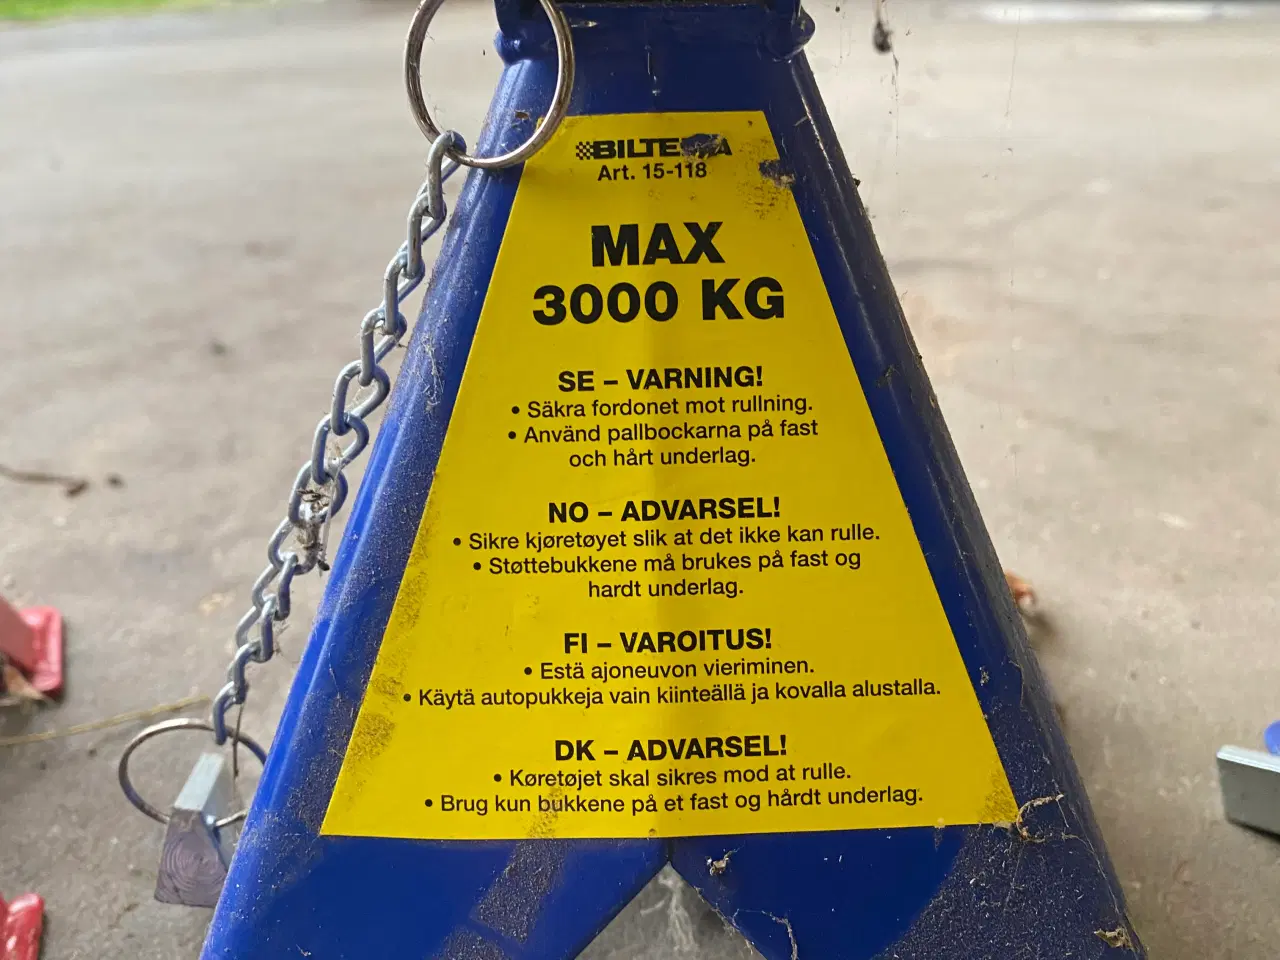 BILTEMA
Art. 15-118
MAX
3000 KG
SE – VARNING!
• Säkra fordonet mot rullning.
• Använd pallbockarna på fast
och hårt underlag.
NO – ADVARSEL!
• Sikre kjøretøyet slik at det ikke kan rulle.
• Støttebukkene må brukes på fast og
hardt underlag.
FI – VAROITUS!
• Estä ajoneuvon vieriminen.
• Käytä autopukkeja vain kiinteällä ja kovalla alustalla.
DK – ADVARSEL!
• Køretøjet skal sikres mod at rulle.
• Brug kun bukkene på et fast og hårdt underlag.